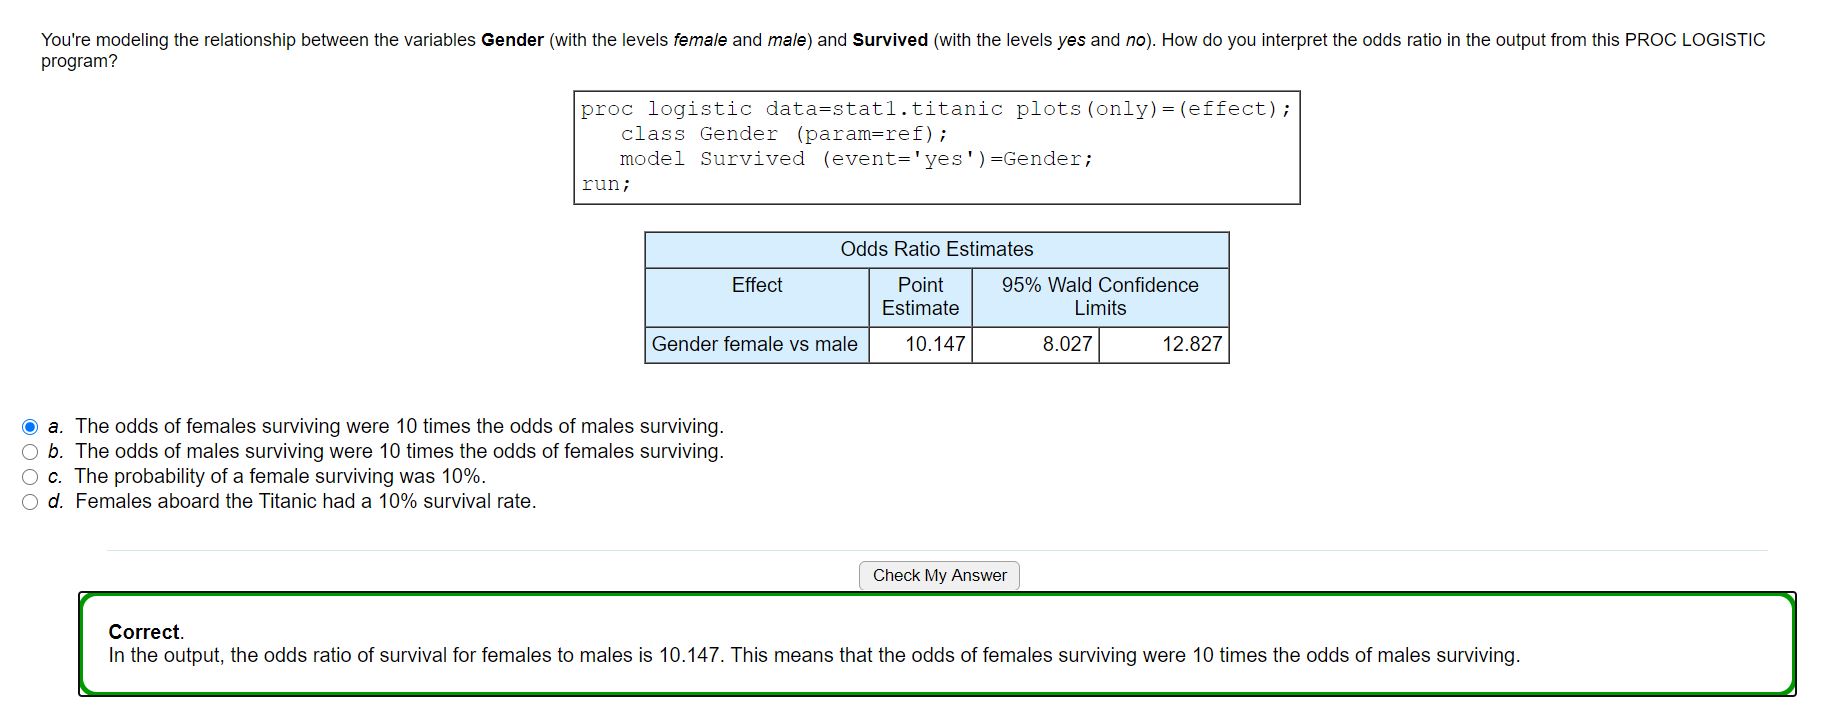 You're modeling the relationship between the variables Gender (with the levels female and male) and Survived (with the levels yes and no). How do you interpret the odds ratio in the output from this PROC LOGISTIC
program?
proc logistic data=stat1.titanic plots(only)=(effect);
class Gender (param=ref);
model Survived (event='yes')=Gender;
run;
Odds Ratio Estimates
Effect Point Estimate 95% Wald Confidence Limits
Gender female vs male 10.147 8.027 12.827
a. The odds of females surviving were 10 times the odds of males surviving.
b. The odds of males surviving were 10 times the odds of females surviving.
c. The probability of a female surviving was 10%.
d. Females aboard the Titanic had a 10% survival rate.
Check My Answer
Correct.
In the output, the odds ratio of survival for females to males is 10.147. This means that the odds of females surviving were 10 times the odds of males surviving.